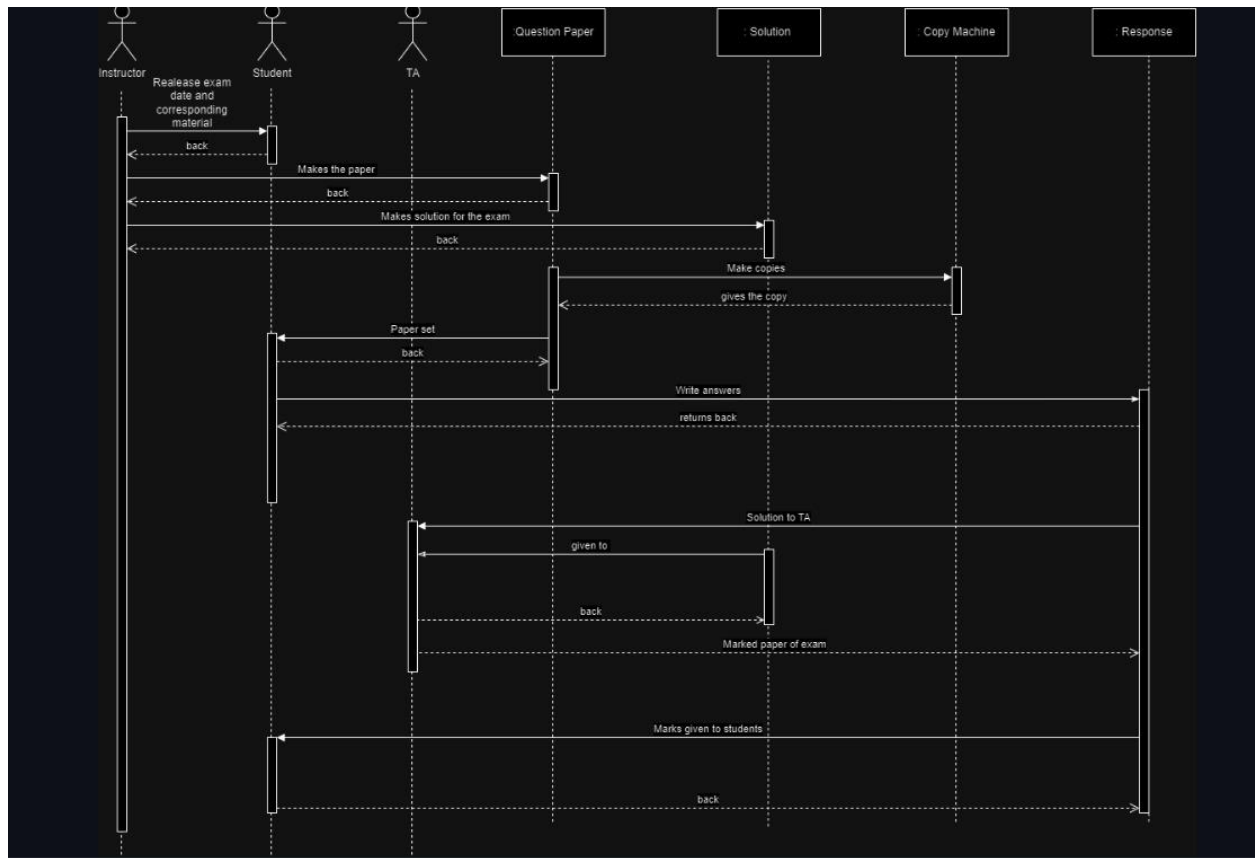 :Question Paper
: Solution
: Copy Machine
: Response
Instructor
Student
TA
Realease exam
date and
corresponding
material
back
Makes the paper
back
Makes solution for the exam
back
Make copies
gives the copy
Paper set
back
Write answers
returns back
Solution to TA
given to
back
Marked paper of exam
Marks given to students
back